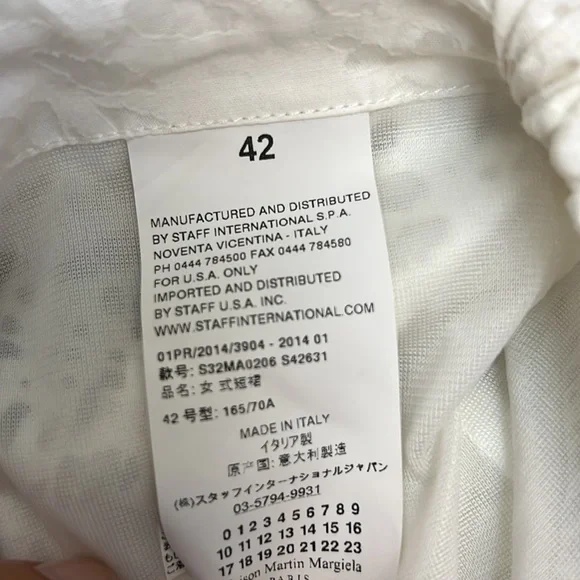 42
MANUFACTURED AND DISTRIBUTED
BY STAFF INTERNATIONAL S.P.A.
NOVENTA VICENTINA - ITALY
PH 0444 784500 FAX 0444 784580
FOR U.S.A. ONLY
IMPORTED AND DISTRIBUTED
BY STAFF U.S.A. INC.
WWW.STAFFINTERNATIONAL.COM
01PR/2014/3904 - 2014 01
款号: S32MA0206 S42631
品名: 女 式短裙
42 号型: 165/70A
MADE IN ITALY
イタリア製
原产国: 意大利製造
(株)スタッフインターナショナルジャパン
03-5794-9931
0 1 2 3 4 5 6 7 8 9
10 11 12 13 14 15 16
17 18 19 20 21 22 23
Martin Margiela
PARIS